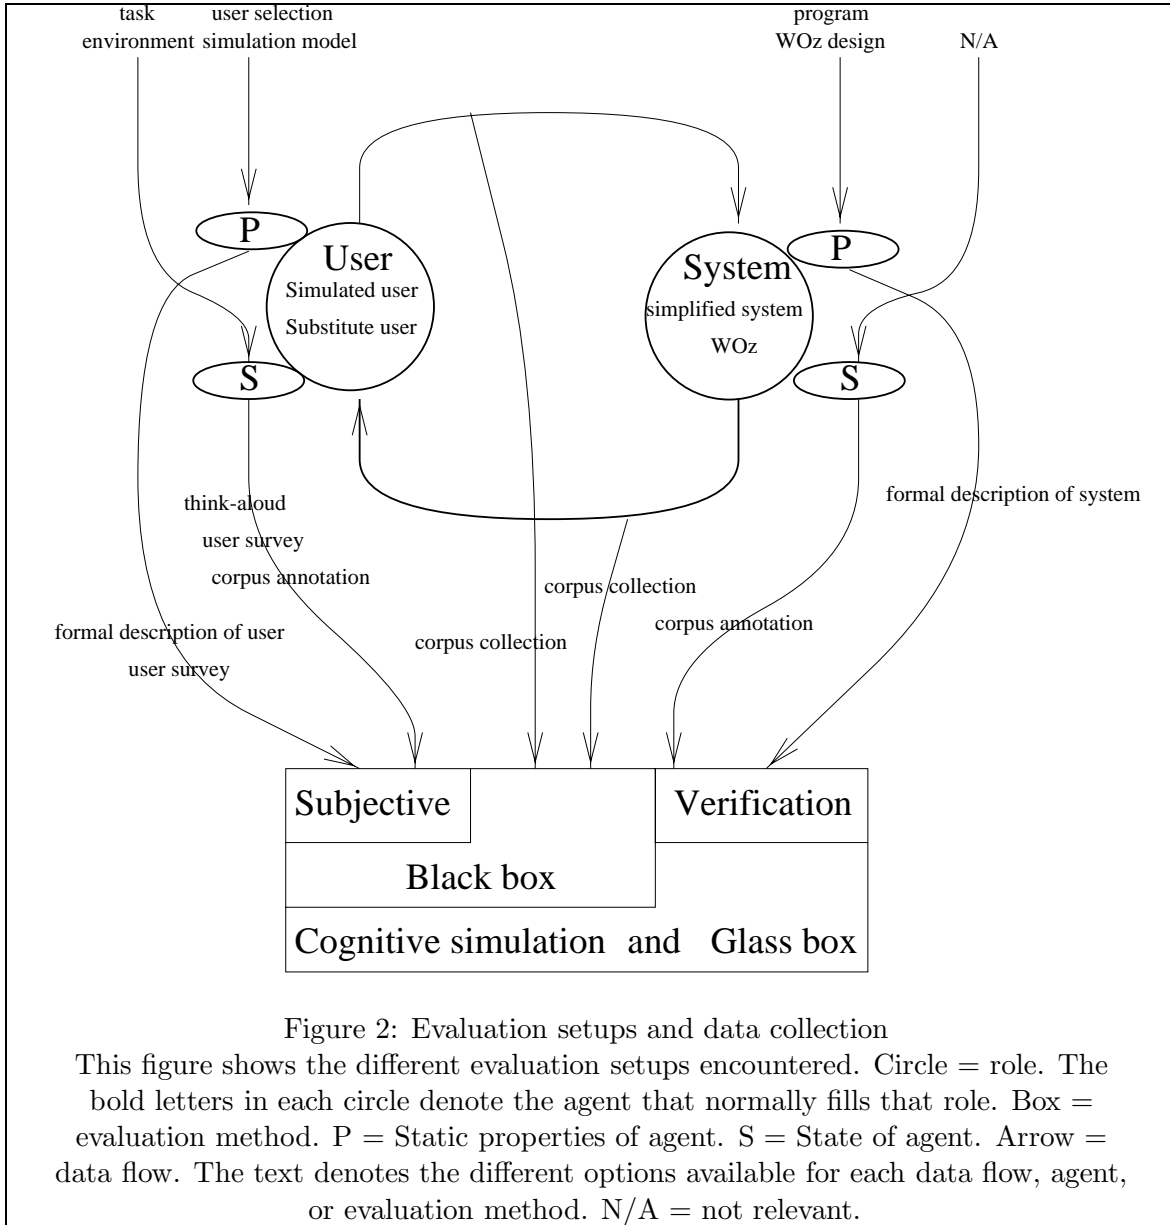 task
user selection
program
environment
simulation model
WOz design
N/A
P
P
User
System
Simulated user
simplified system
Substitute user
WOz
S
S
formal description of system
think-aloud
user survey
corpus annotation
corpus collection
corpus annotation
formal description of user
corpus collection
user survey
Subjective
Verification
Black box
Cognitive simulation and Glass box
Figure 2: Evaluation setups and data collection
This figure shows the different evaluation setups encountered. Circle = role. The
bold letters in each circle denote the agent that normally fills that role. Box =
evaluation method. P = Static properties of agent. S = State of agent. Arrow =
data flow. The text denotes the different options available for each data flow, agent,
or evaluation method. N/A = not relevant.